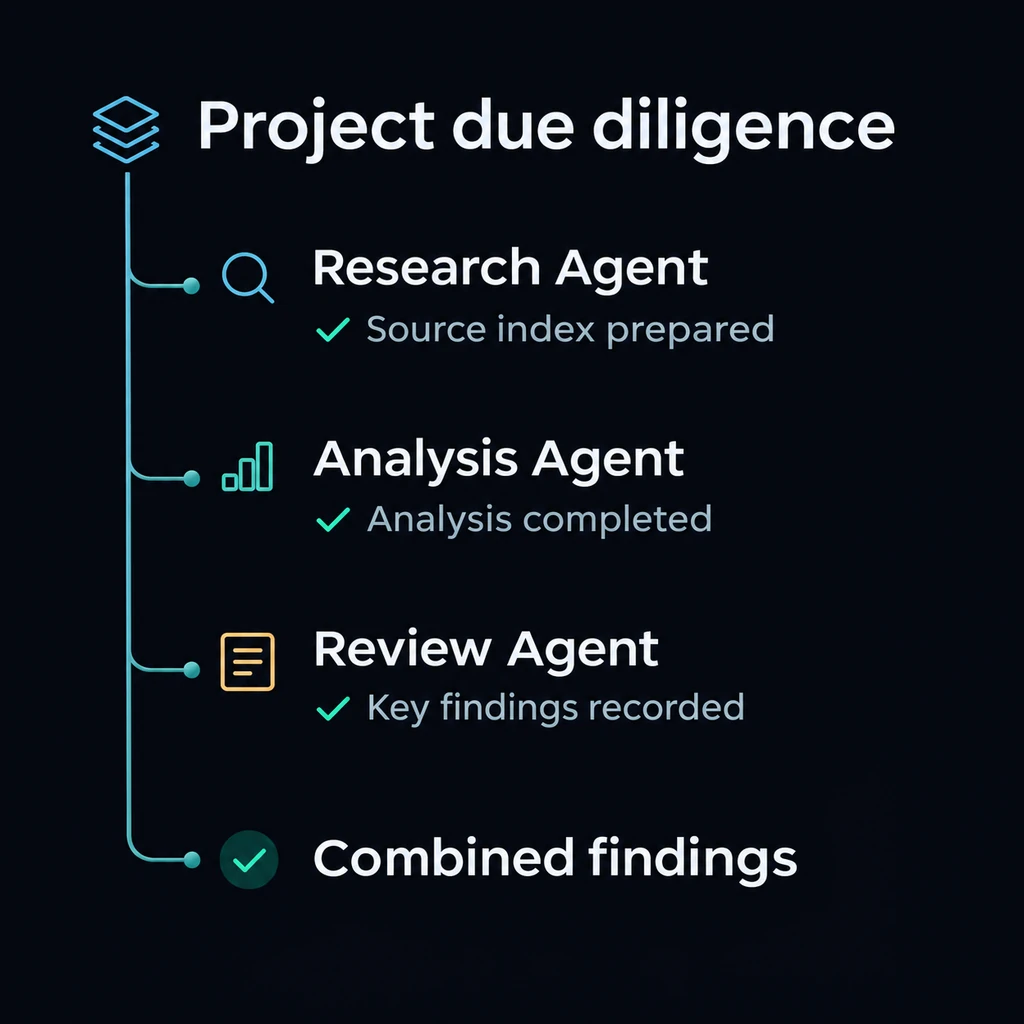 Project due diligence
Research Agent
Source index prepared
Analysis Agent
Analysis completed
Review Agent
Key findings recorded
Combined findings